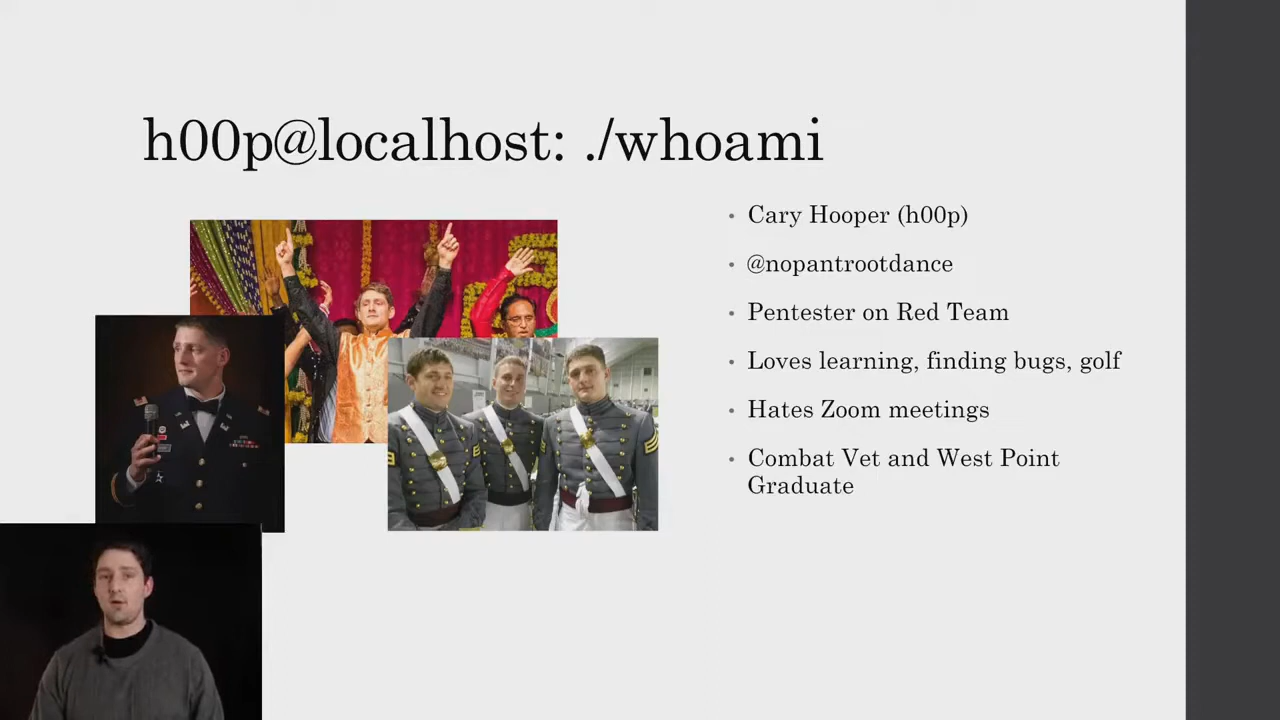 h00p@localhost: ./whoami
Cary Hooper (h00p)
@nopantrootdance
Pentester on Red Team
Loves learning, finding bugs, golf
Hates Zoom meetings
Combat Vet and West Point
Graduate